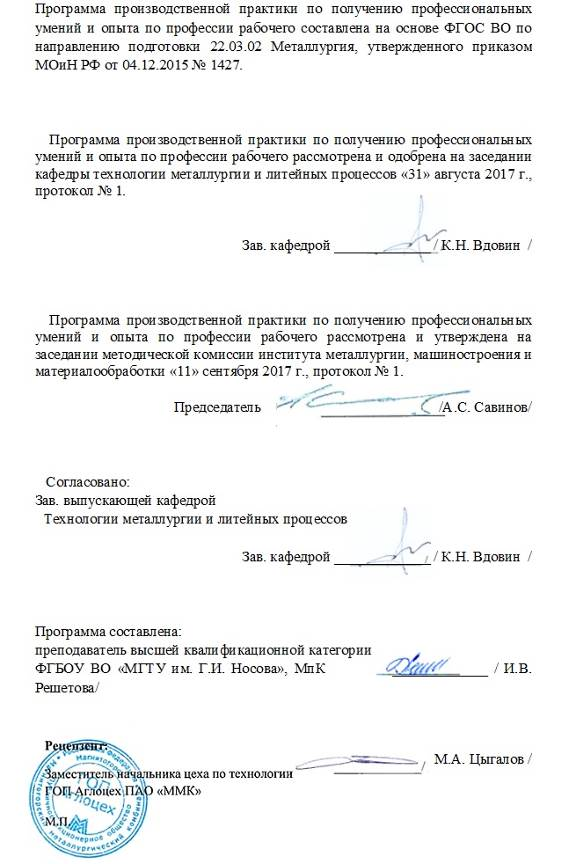 Программа производственной практики по получению профессиональных
умений и опыта по профессии рабочего составлена на основе ФГОС ВО по
направлению подготовки 22.03.02 Металлургия, утвержденного приказом
МОиН РФ от 04.12.2015 № 1427.
Программа производственной практики по получению профессиональных
умений и опыта по профессии рабочего рассмотрена и одобрена на заседании
кафедры технологии металлургии и литейных процессов «31» августа 2017 г.,
протокол № 1.
Зав. кафедрой / К.Н. Вдовин /
Программа производственной практики по получению профессиональных
умений и опыта по профессии рабочего рассмотрена и утверждена на
заседании методической комиссии института металлургии, машиностроения и
материалообработки «11» сентября 2017 г., протокол № 1.
Председатель /А.С. Савинов/
Согласовано:
Зав. выпускающей кафедрой
Технологии металлургии и литейных процессов
Зав. кафедрой / К.Н. Вдовин /
Программа составлена:
преподаватель высшей квалификационной категории
ФГБОУ ВО «МГТУ им. Г.И. Носова», МпК / И.В.
Решетова/
Рецензент:
Заместитель начальника цеха по технологии / М.А. Цыгалов /
ГОП Аглоцех ПАО «ММК»
М.П.
ГОП
Аглоцех